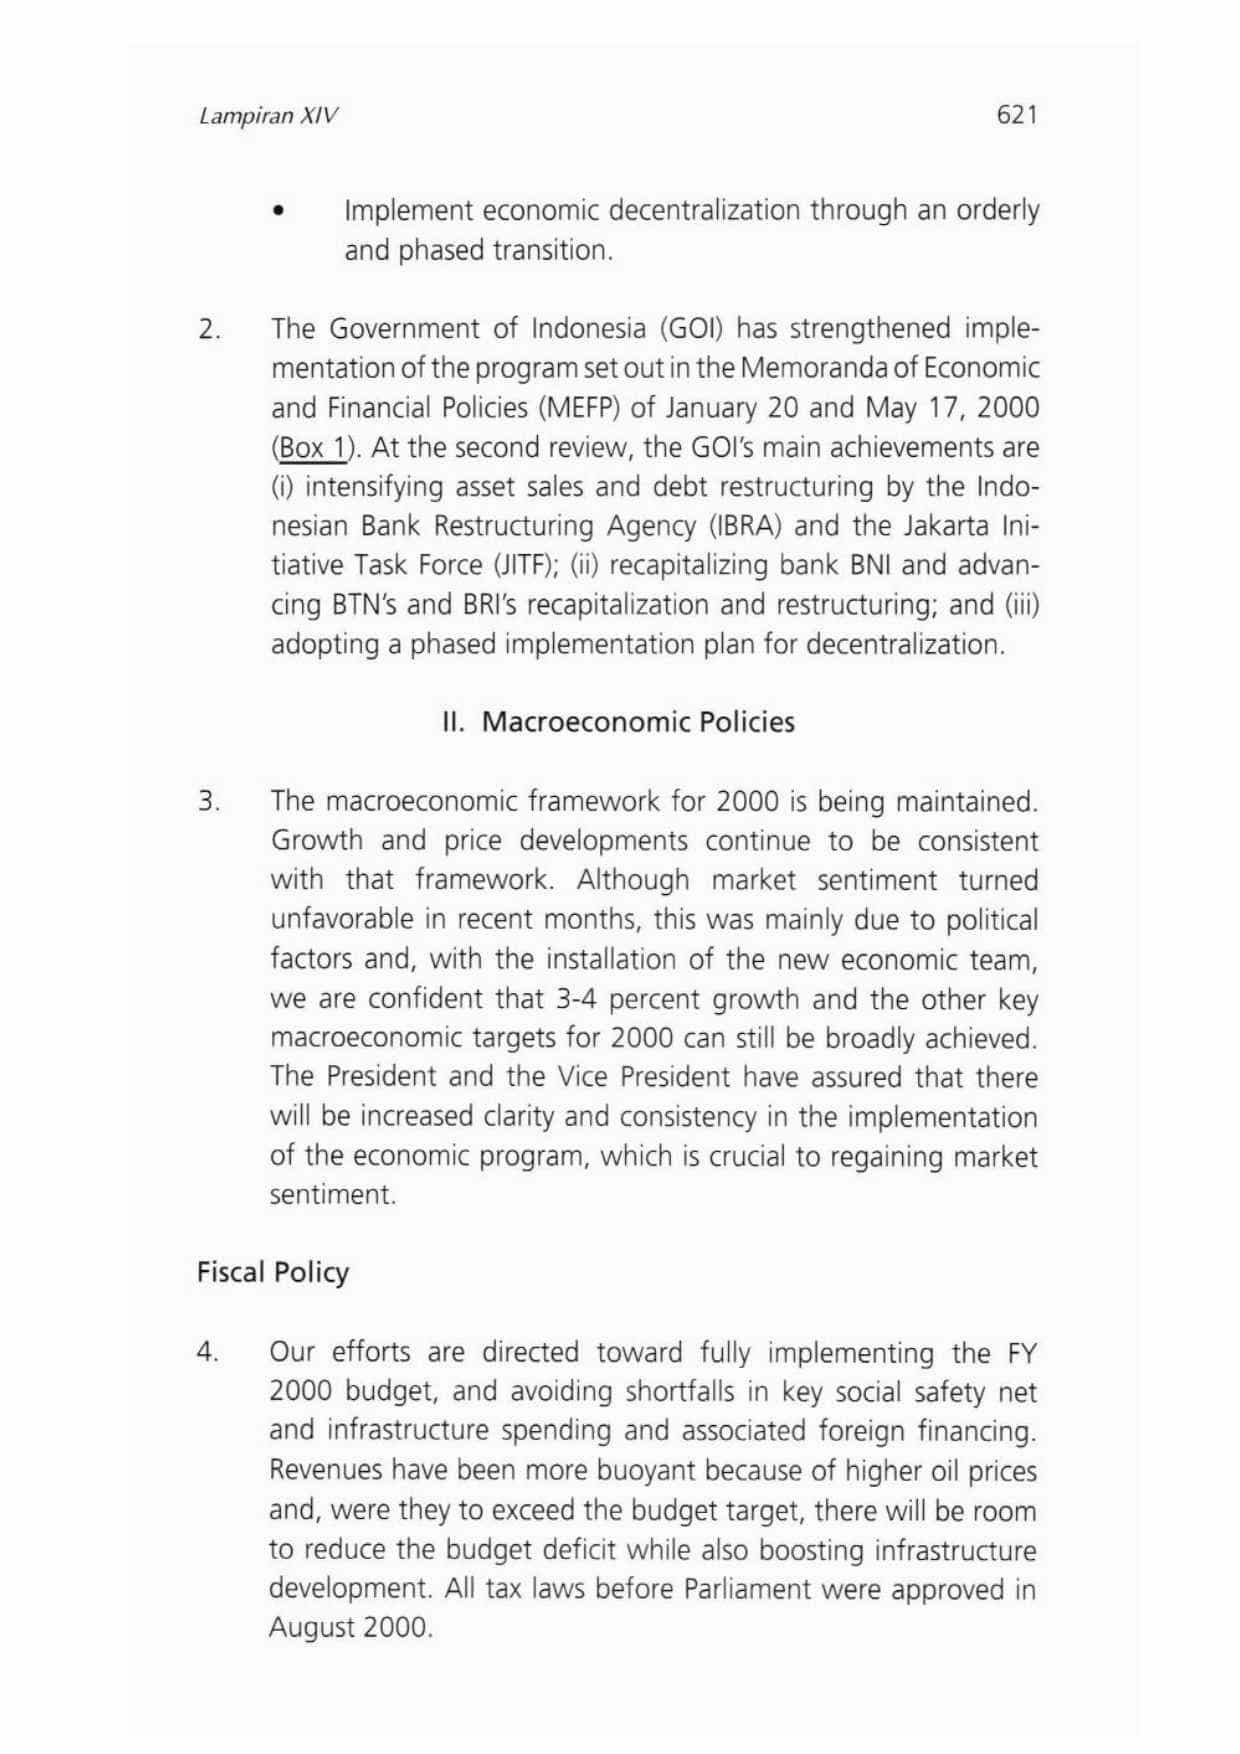 Lampiran XIV 621
• Implement economic decentralization through an orderly
and phased transition.
2. The Government of Indonesia (GOI) has strengthened imple-
mentation of the program set out in the Memoranda of Economic
and Financial Policies (MEFP) of January 20 and May 17, 2000
(Box 1). At the second review, the GOI's main achievements are
(i) intensifying asset sales and debt restructuring by the Indo-
nesian Bank Restructuring Agency (IBRA) and the Jakarta Ini-
tiative Task Force (JITF); (ii) recapitalizing bank BNI and advan-
cing BTN's and BRI's recapitalization and restructuring; and (iii)
adopting a phased implementation plan for decentralization.
II. Macroeconomic Policies
3. The macroeconomic framework for 2000 is being maintained.
Growth and price developments continue to be consistent
with that framework. Although market sentiment turned
unfavorable in recent months, this was mainly due to political
factors and, with the installation of the new economic team,
we are confident that 3-4 percent growth and the other key
macroeconomic targets for 2000 can still be broadly achieved.
The President and the Vice President have assured that there
will be increased clarity and consistency in the implementation
of the economic program, which is crucial to regaining market
sentiment.
Fiscal Policy
4. Our efforts are directed toward fully implementing the FY
2000 budget, and avoiding shortfalls in key social safety net
and infrastructure spending and associated foreign financing.
Revenues have been more buoyant because of higher oil prices
and, were they to exceed the budget target, there will be room
to reduce the budget deficit while also boosting infrastructure
development. All tax laws before Parliament were approved in
August 2000.